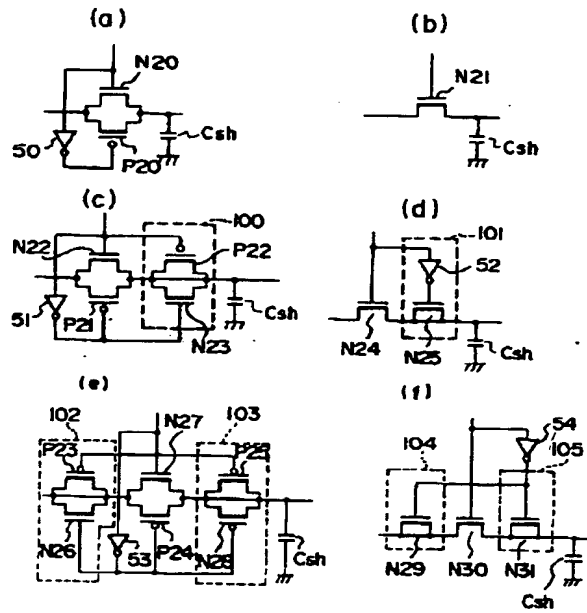 (a)
N20
50
P20
Csh
(b)
N21
Csh
(c)
100
N22
P22
51
P21
N23
Csh
(d)
101
52
N24
N25
Csh
(e)
102
103
N27
P23
P25
N26
53
P24
N28
Csh
(f)
54
104
105
N29
N30
N31
Csh